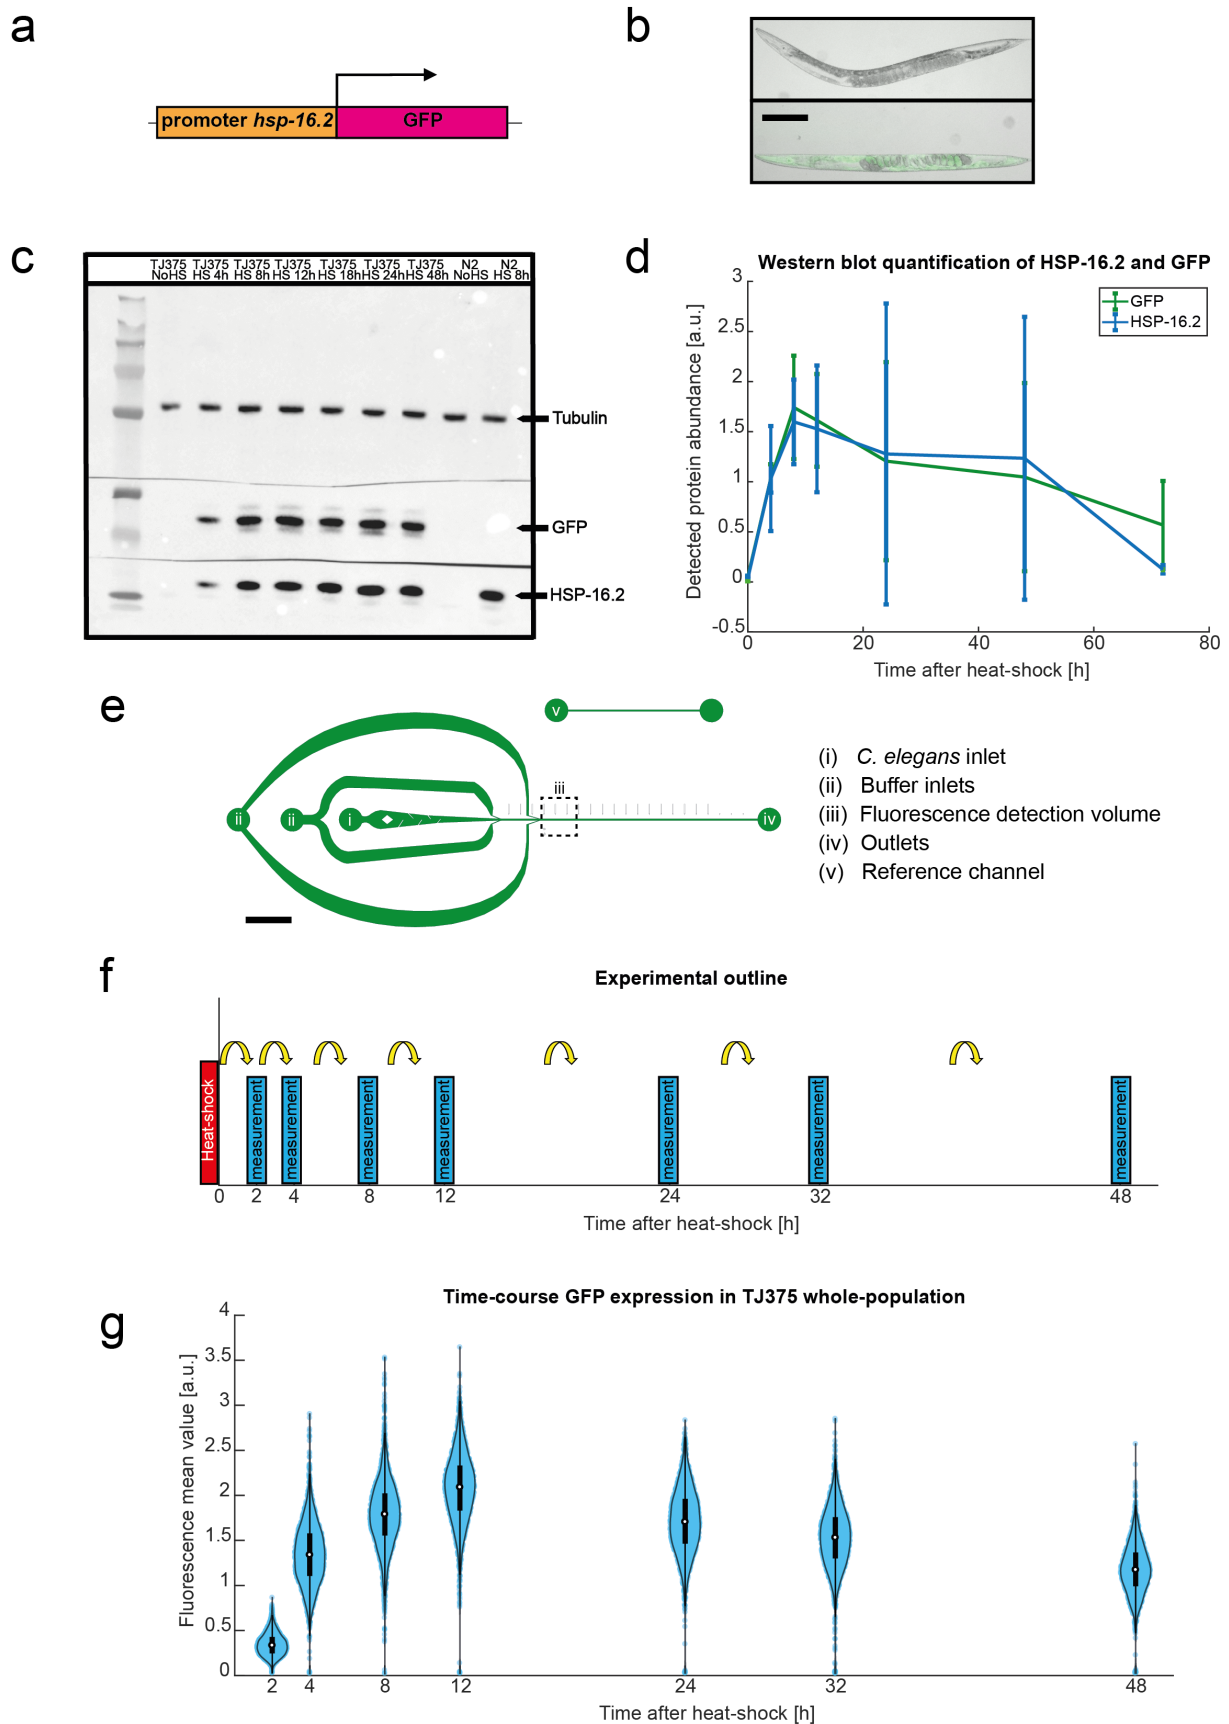 a
promoter hsp-16.2 GFP
b
c
TJ375 TJ375 TJ375 TJ375 TJ375 TJ375 TJ375 N2 N2
NoHS HS 4h HS 8h HS 12h HS 18h HS 24h HS 48h NoHS HS 8h
Tubulin
GFP
HSP-16.2
d
Western blot quantification of HSP-16.2 and GFP
GFP
HSP-16.2
Detected protein abundance [a.u.]
3
2.5
2
1.5
1
0.5
0
-0.5
0 20 40 60 80
Time after heat-shock [h]
e
v
iii
ii ii i iv
(i) C. elegans inlet
(ii) Buffer inlets
(iii) Fluorescence detection volume
(iv) Outlets
(v) Reference channel
f
Experimental outline
Heat-shock
measurement measurement measurement measurement measurement measurement measurement
0 2 4 8 12 24 32 48
Time after heat-shock [h]
g
Time-course GFP expression in TJ375 whole-population
Fluorescence mean value [a.u.]
4
3.5
3
2.5
2
1.5
1
0.5
0
2 4 8 12 24 32 48
Time after heat-shock [h]